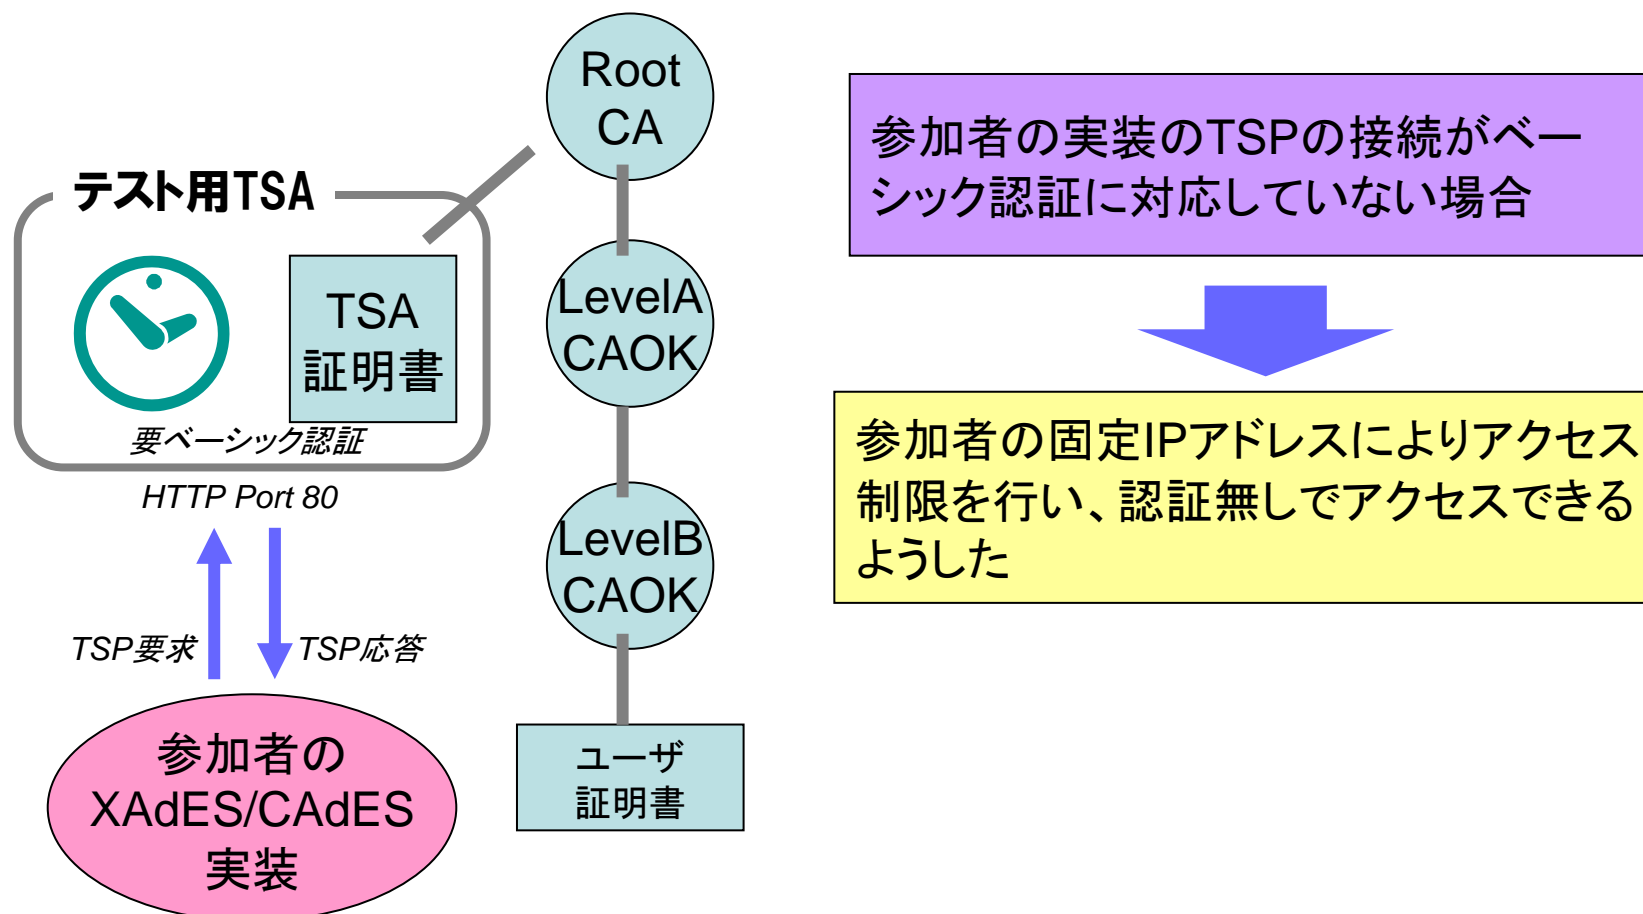 Root
CA
テスト用TSA
TSA
証明書
要ベーシック認証
HTTP Port 80
LevelA
CAOK
LevelB
CAOK
TSP要求
TSP応答
参加者の
XAdES/CAdES
実装
ユーザ
証明書
参加者の実装のTSPの接続がベー
シック認証に対応していない場合
参加者の固定IPアドレスによりアクセス
制限を行い、認証無しでアクセスできる
ようした